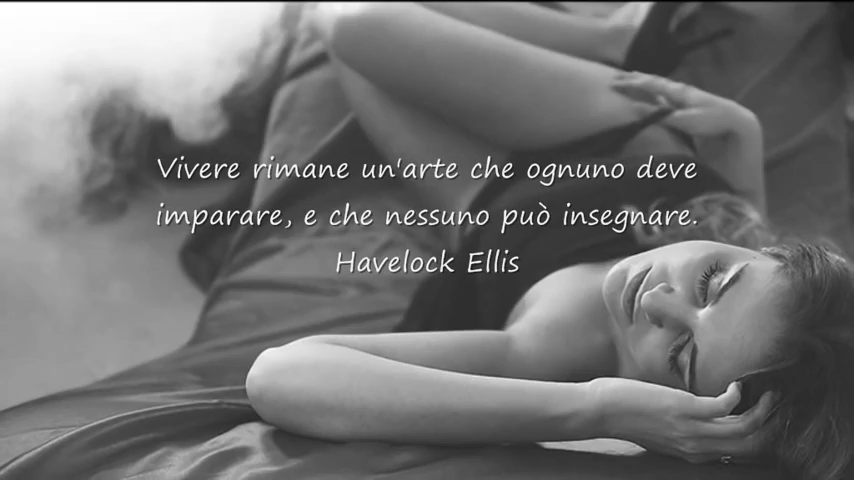 Vivere rimane un'arte che ognuno deve
imparare, e che nessuno può insegnare.
Havelock Ellis